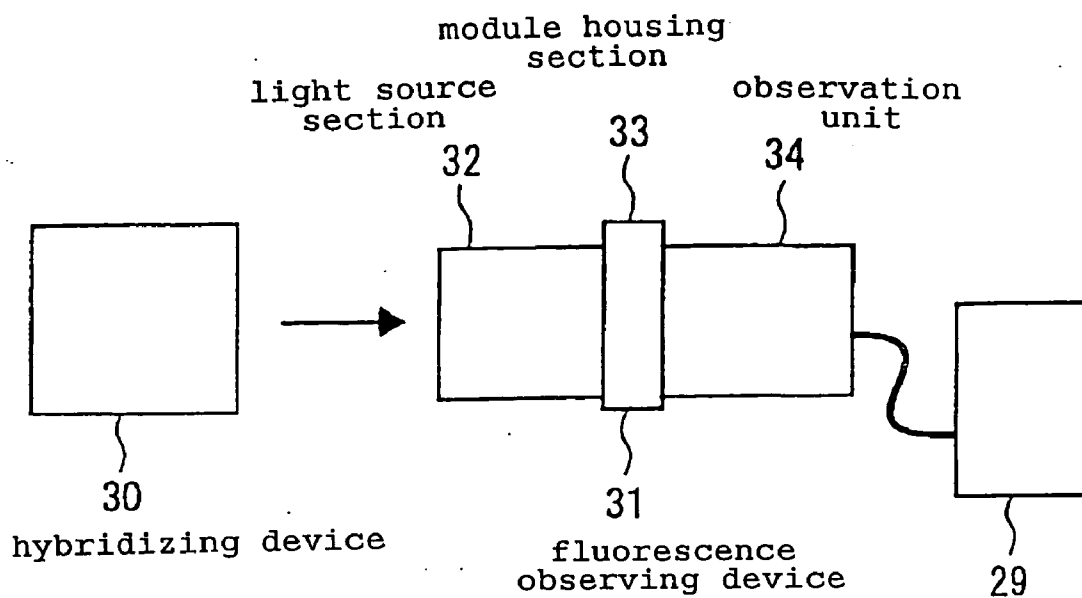 module housing
section
light source
section
observation
unit
33
32
34
30
hybridizing device
31
fluorescence
observing device
29